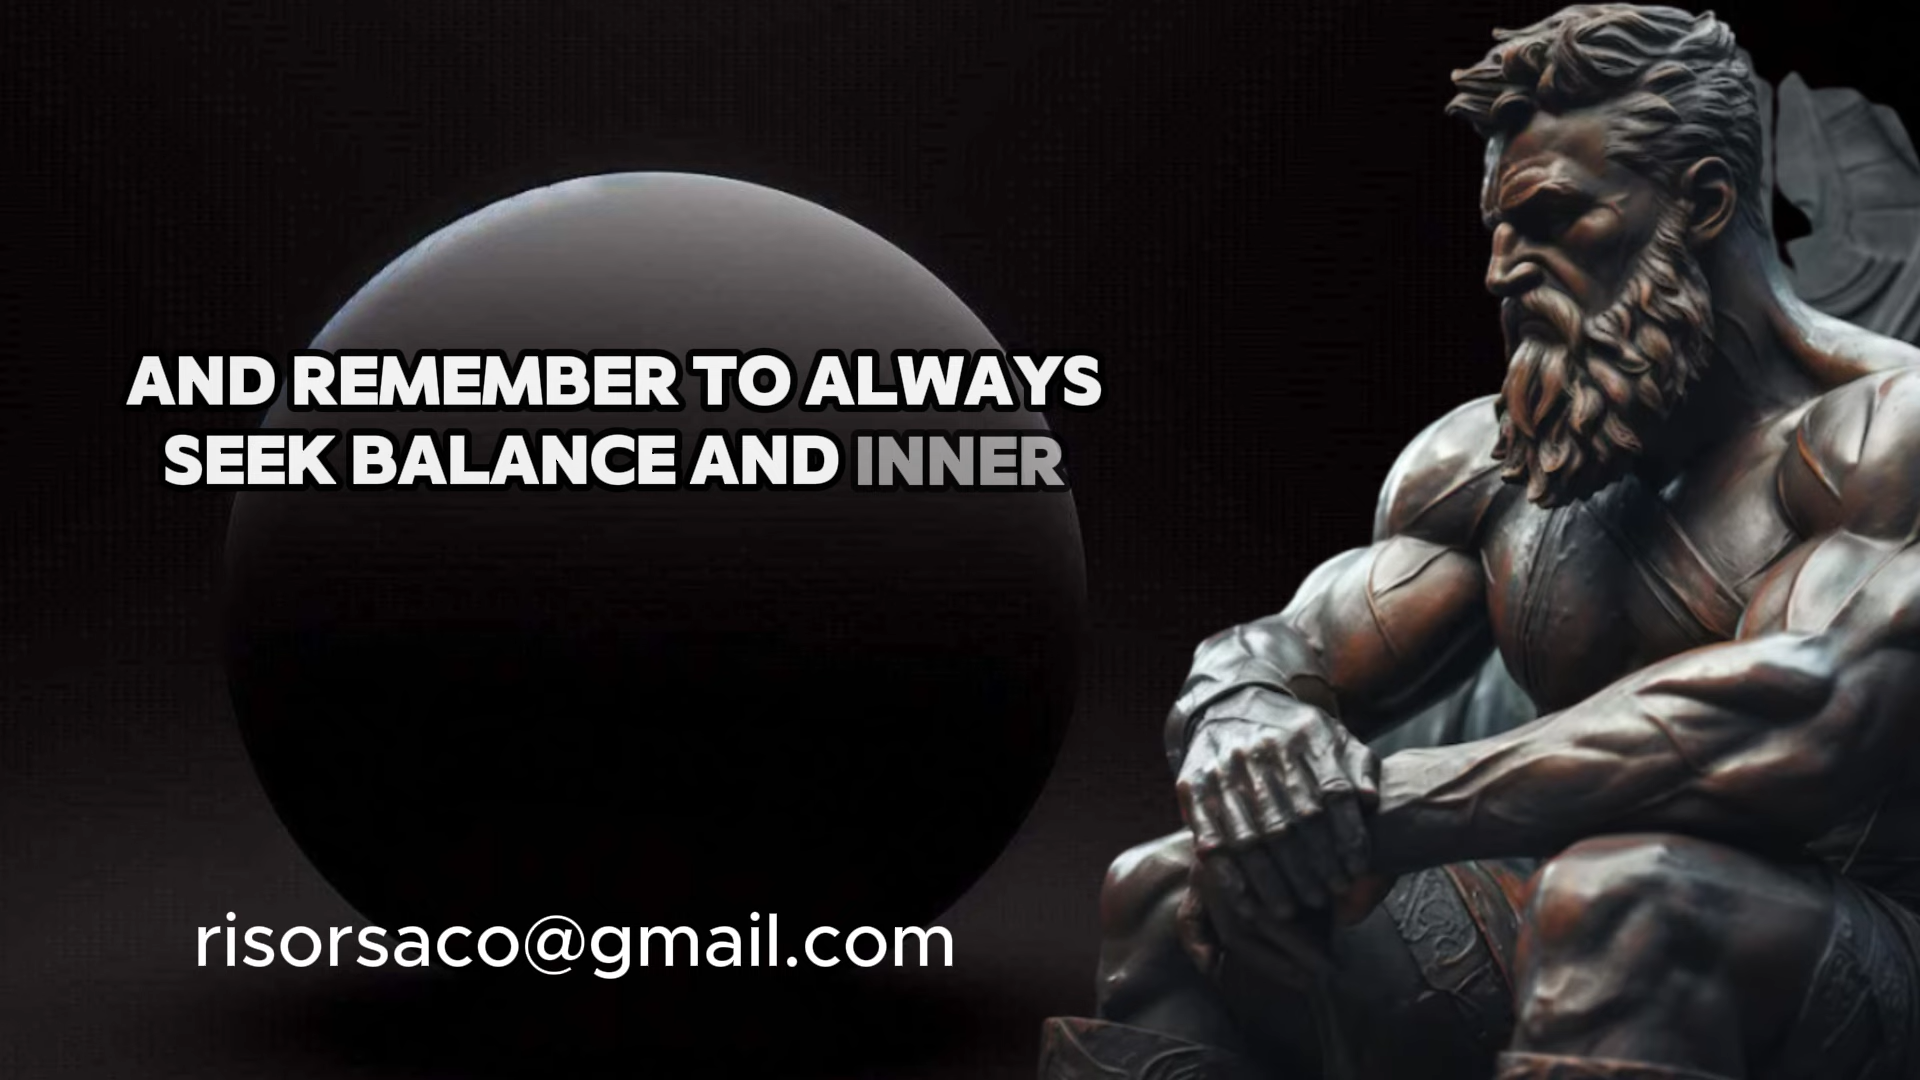 AND REMEMBER TO ALWAYS
SEEK BALANCE AND INNER
risorsaco@gmail.com